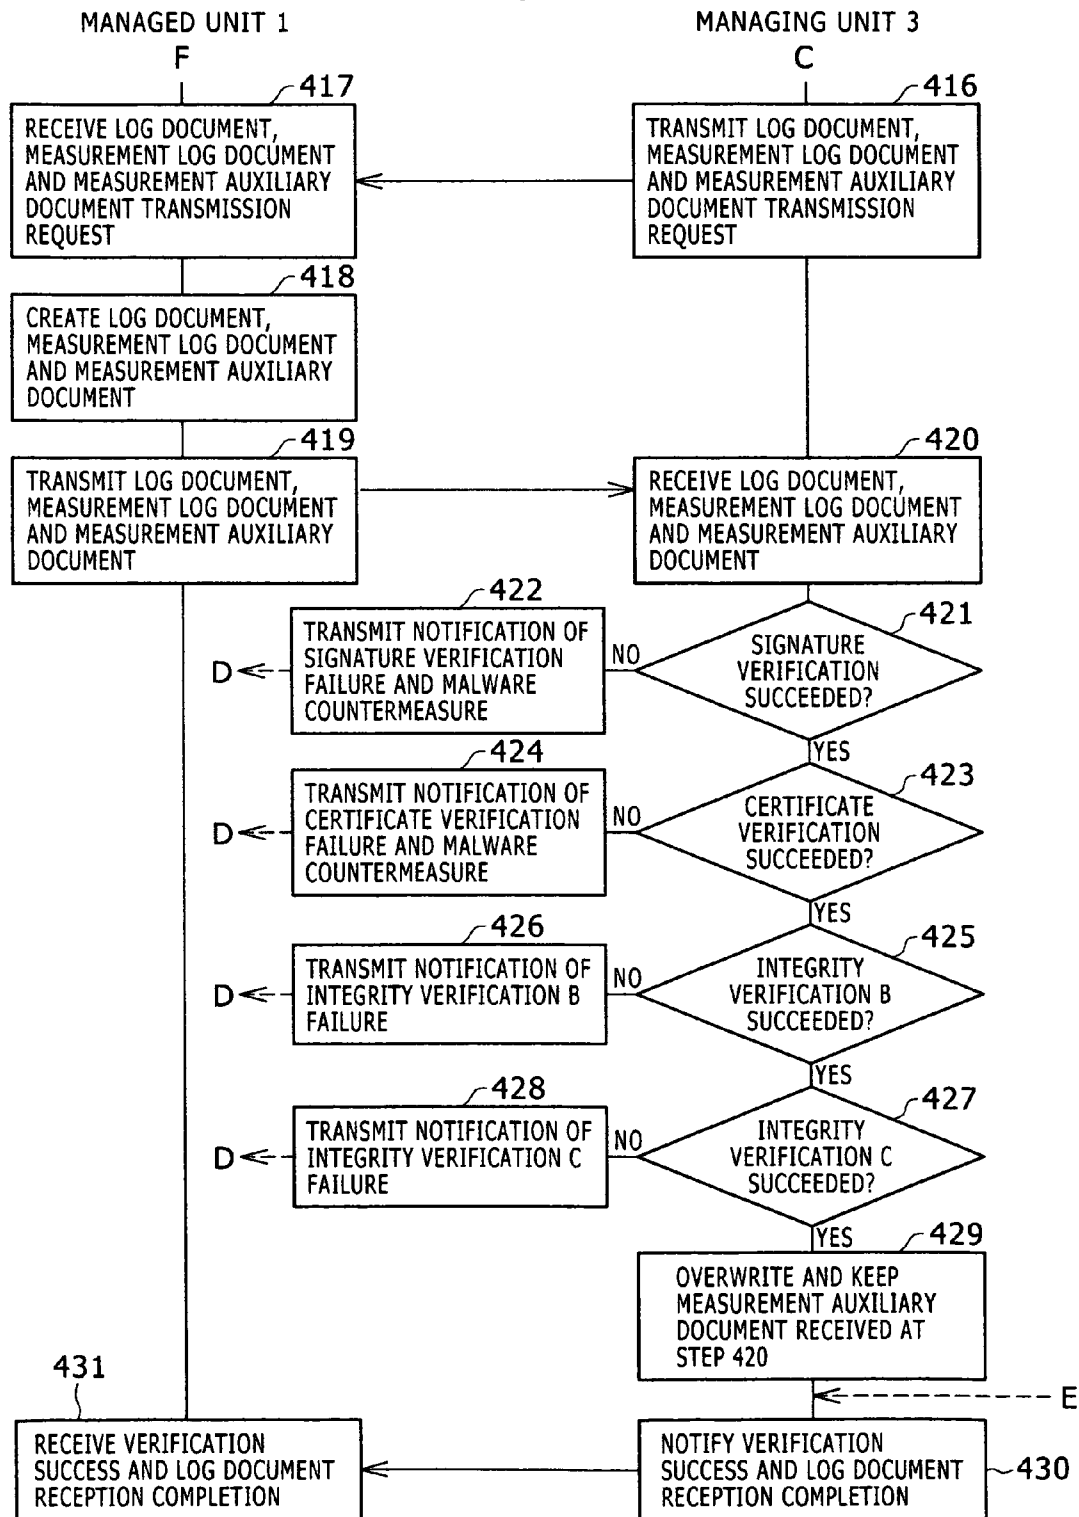 MANAGED UNIT 1
MANAGING UNIT 3
F
C
417
RECEIVE LOG DOCUMENT,
MEASUREMENT LOG DOCUMENT
AND MEASUREMENT AUXILIARY
DOCUMENT TRANSMISSION
REQUEST
416
TRANSMIT LOG DOCUMENT,
MEASUREMENT LOG DOCUMENT
AND MEASUREMENT AUXILIARY
DOCUMENT TRANSMISSION
REQUEST
418
CREATE LOG DOCUMENT,
MEASUREMENT LOG DOCUMENT
AND MEASUREMENT AUXILIARY
DOCUMENT
419
TRANSMIT LOG DOCUMENT,
MEASUREMENT LOG DOCUMENT
AND MEASUREMENT AUXILIARY
DOCUMENT
420
RECEIVE LOG DOCUMENT,
MEASUREMENT LOG DOCUMENT
AND MEASUREMENT AUXILIARY
DOCUMENT
421
SIGNATURE
VERIFICATION
SUCCEEDED?
NO
422
TRANSMIT NOTIFICATION OF
SIGNATURE VERIFICATION
FAILURE AND MALWARE
COUNTERMEASURE
D
YES
423
CERTIFICATE
VERIFICATION
SUCCEEDED?
NO
424
TRANSMIT NOTIFICATION OF
CERTIFICATE VERIFICATION
FAILURE AND MALWARE
COUNTERMEASURE
D
YES
425
INTEGRITY
VERIFICATION B
SUCCEEDED?
NO
426
TRANSMIT NOTIFICATION OF
INTEGRITY VERIFICATION B
FAILURE
D
YES
427
INTEGRITY
VERIFICATION C
SUCCEEDED?
NO
428
TRANSMIT NOTIFICATION OF
INTEGRITY VERIFICATION C
FAILURE
D
YES
429
OVERWRITE AND KEEP
MEASUREMENT AUXILIARY
DOCUMENT RECEIVED AT
STEP 420
E
431
RECEIVE VERIFICATION
SUCCESS AND LOG DOCUMENT
RECEPTION COMPLETION
NOTIFY VERIFICATION
SUCCESS AND LOG DOCUMENT
RECEPTION COMPLETION
430